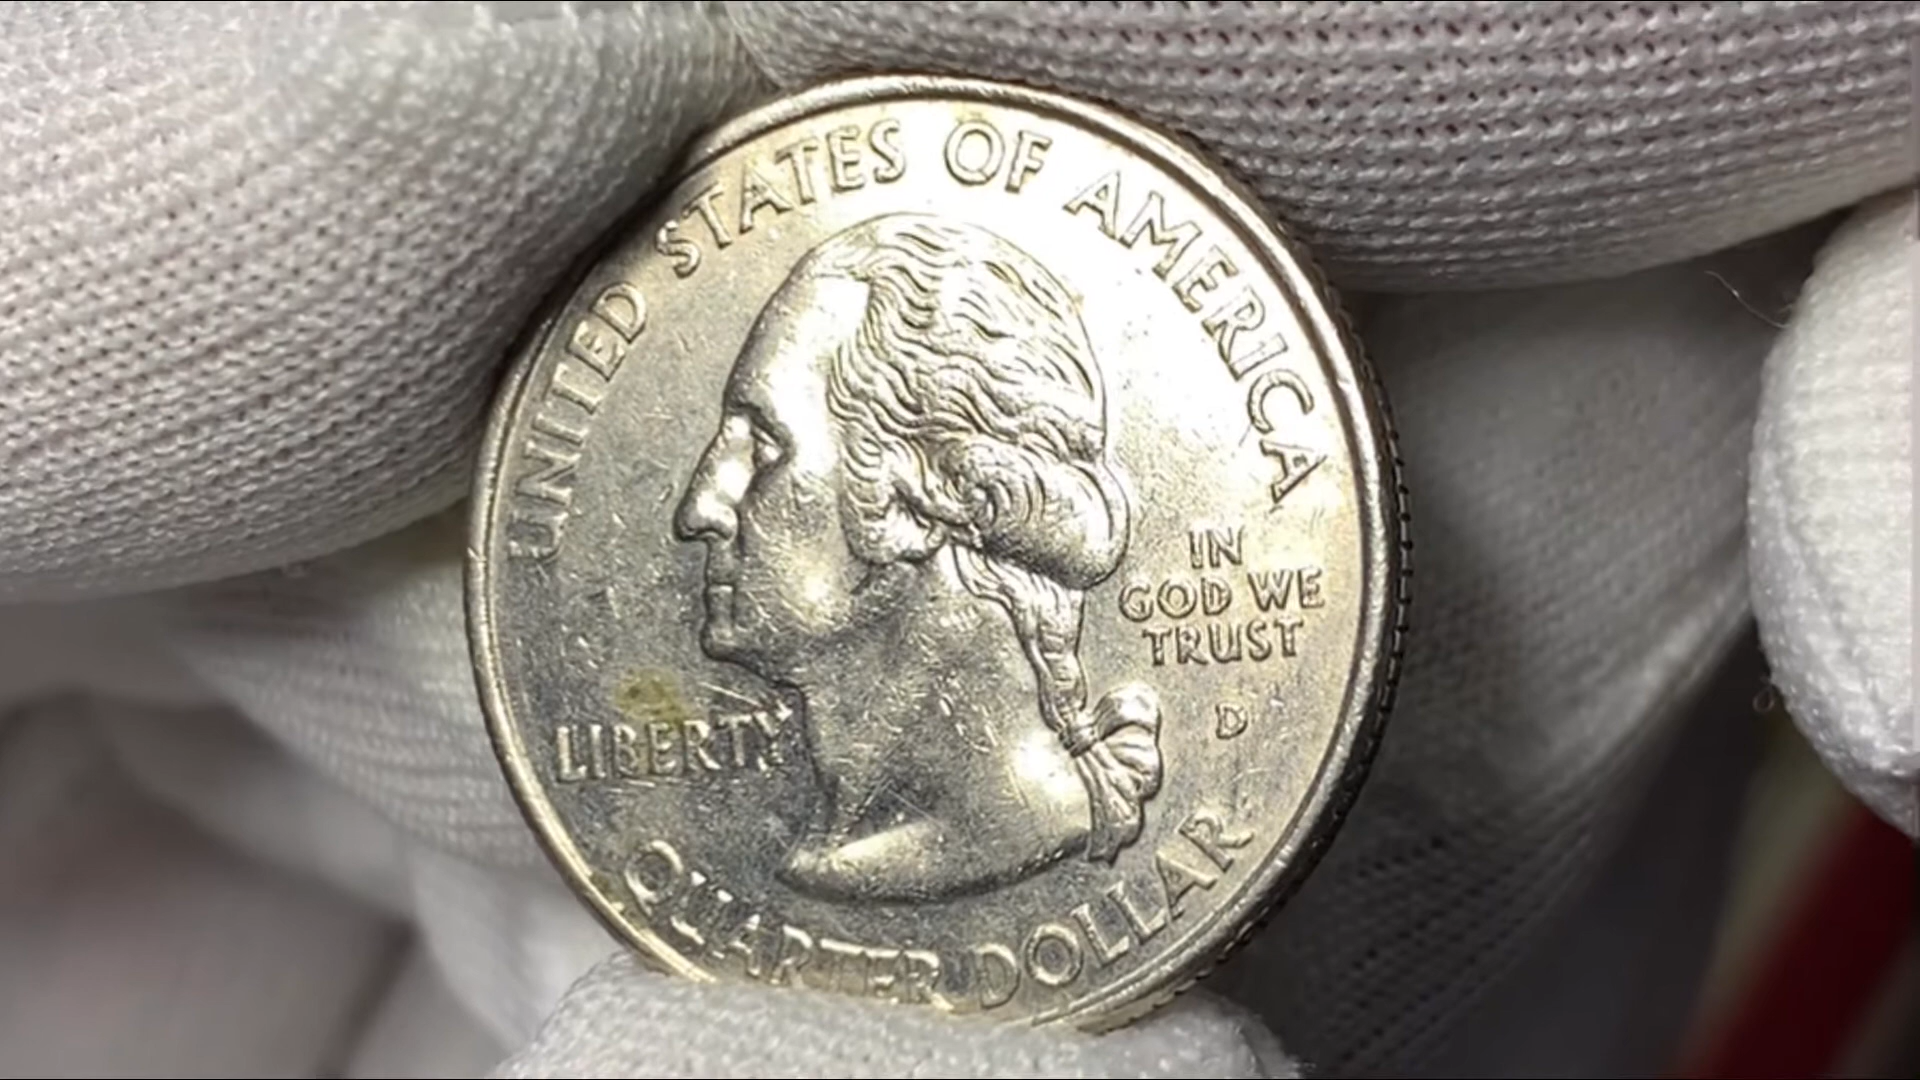 UNITED STATES OF AMERICA
IN
GOD WE
TRUST
LIBERTY
D
QUARTER DOLLAR